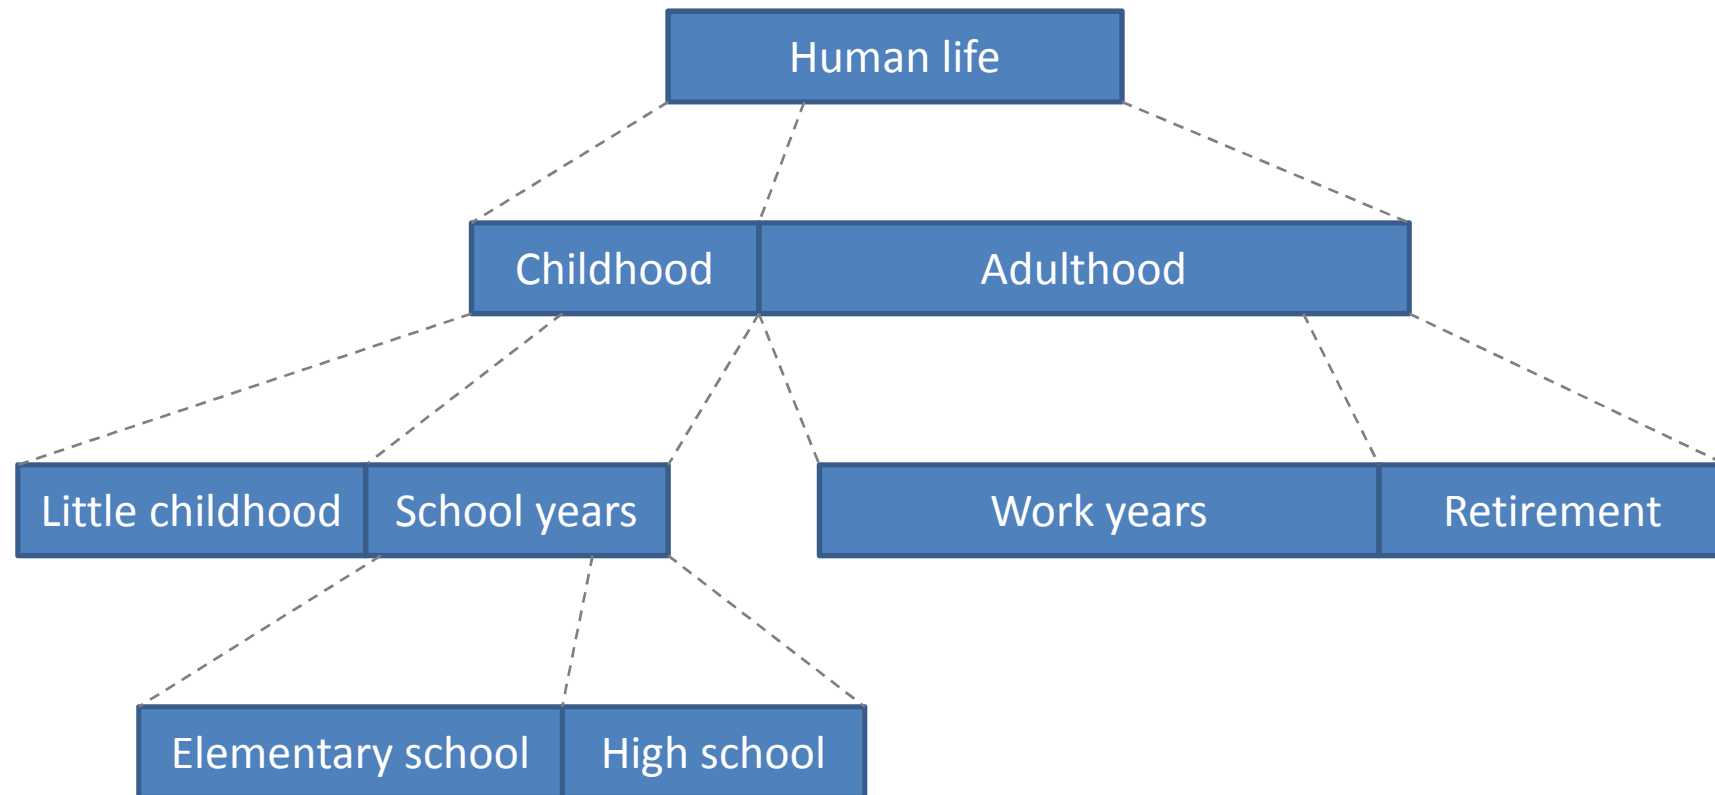 Human life
Childhood
Adulthood
Little childhood
School years
Work years
Retirement
Elementary school
High school